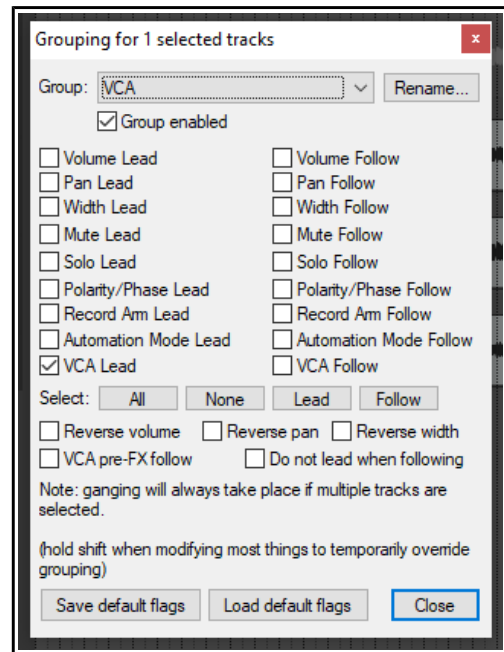 Grouping for 1 selected tracks
x
Group: VCA Rename...
Group enabled
Volume Lead Volume Follow
Pan Lead Pan Follow
Width Lead Width Follow
Mute Lead Mute Follow
Solo Lead Solo Follow
Polarity/Phase Lead Polarity/Phase Follow
Record Arm Lead Record Arm Follow
Automation Mode Lead Automation Mode Follow
VCA Lead VCA Follow
Select: All None Lead Follow
Reverse volume Reverse pan Reverse width
VCA pre-FX follow Do not lead when following
Note: ganging will always take place if multiple tracks are
selected.
(hold shift when modifying most things to temporarily override
grouping)
Save default flags Load default flags Close